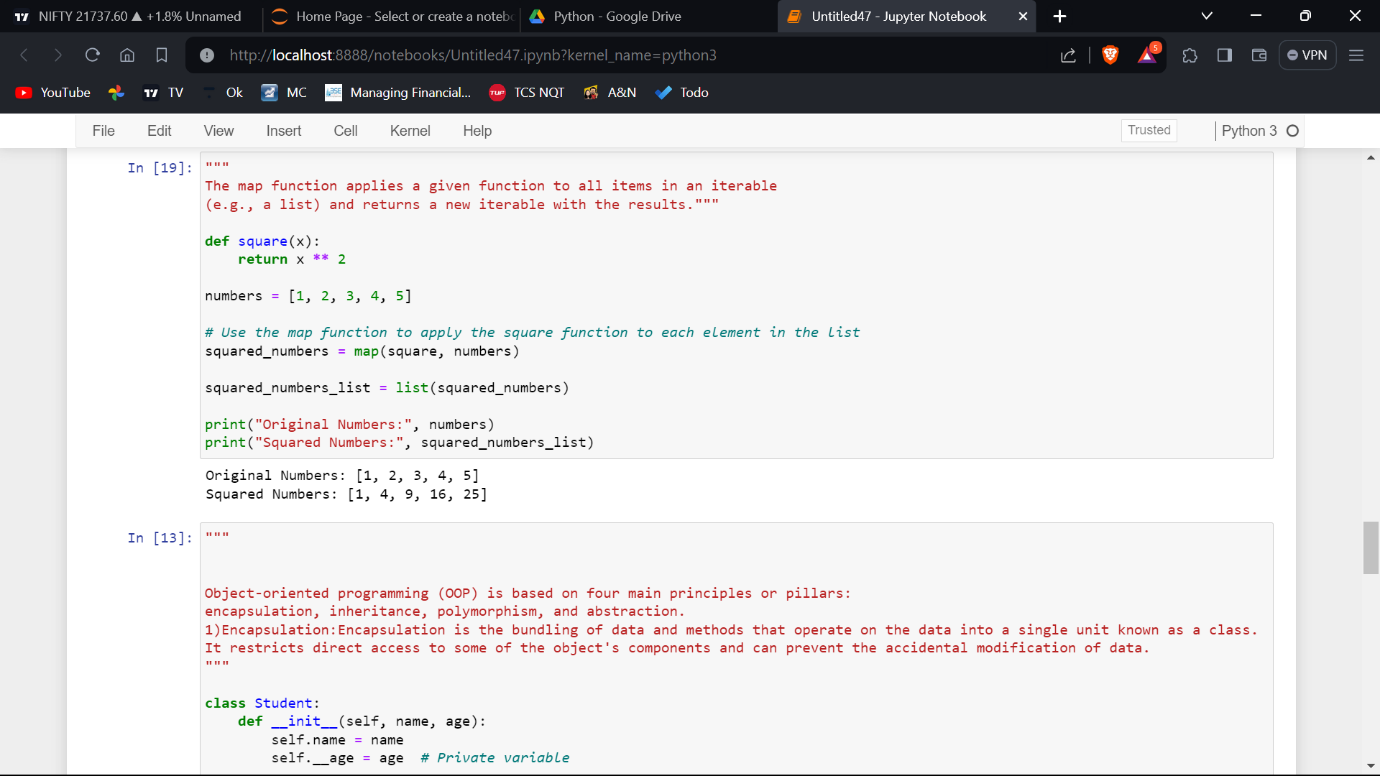 NIFTY 21737.60 ▲ +1.8% Unnamed
Home Page - Select or create a noteb
Python - Google Drive
Untitled47 - Jupyter Notebook
http://localhost:8888/notebooks/Untitled47.ipynb?kernel_name=python3
5
VPN
YouTube
TV
Ok
MC
Managing Financial...
TCS NQT
A&N
Todo
File Edit View Insert Cell Kernel Help
Trusted
Python 3
In [19]:
"""
The map function applies a given function to all items in an iterable
(e.g., a list) and returns a new iterable with the results."""
def square(x):
    return x ** 2
numbers = [1, 2, 3, 4, 5]
# Use the map function to apply the square function to each element in the list
squared_numbers = map(square, numbers)
squared_numbers_list = list(squared_numbers)
print("Original Numbers:", numbers)
print("Squared Numbers:", squared_numbers_list)
Original Numbers: [1, 2, 3, 4, 5]
Squared Numbers: [1, 4, 9, 16, 25]
In [13]:
"""
Object-oriented programming (OOP) is based on four main principles or pillars:
encapsulation, inheritance, polymorphism, and abstraction.
1)Encapsulation:Encapsulation is the bundling of data and methods that operate on the data into a single unit known as a class.
It restricts direct access to some of the object's components and can prevent the accidental modification of data.
"""
class Student:
    def __init__(self, name, age):
        self.name = name
        self.__age = age  # Private variable